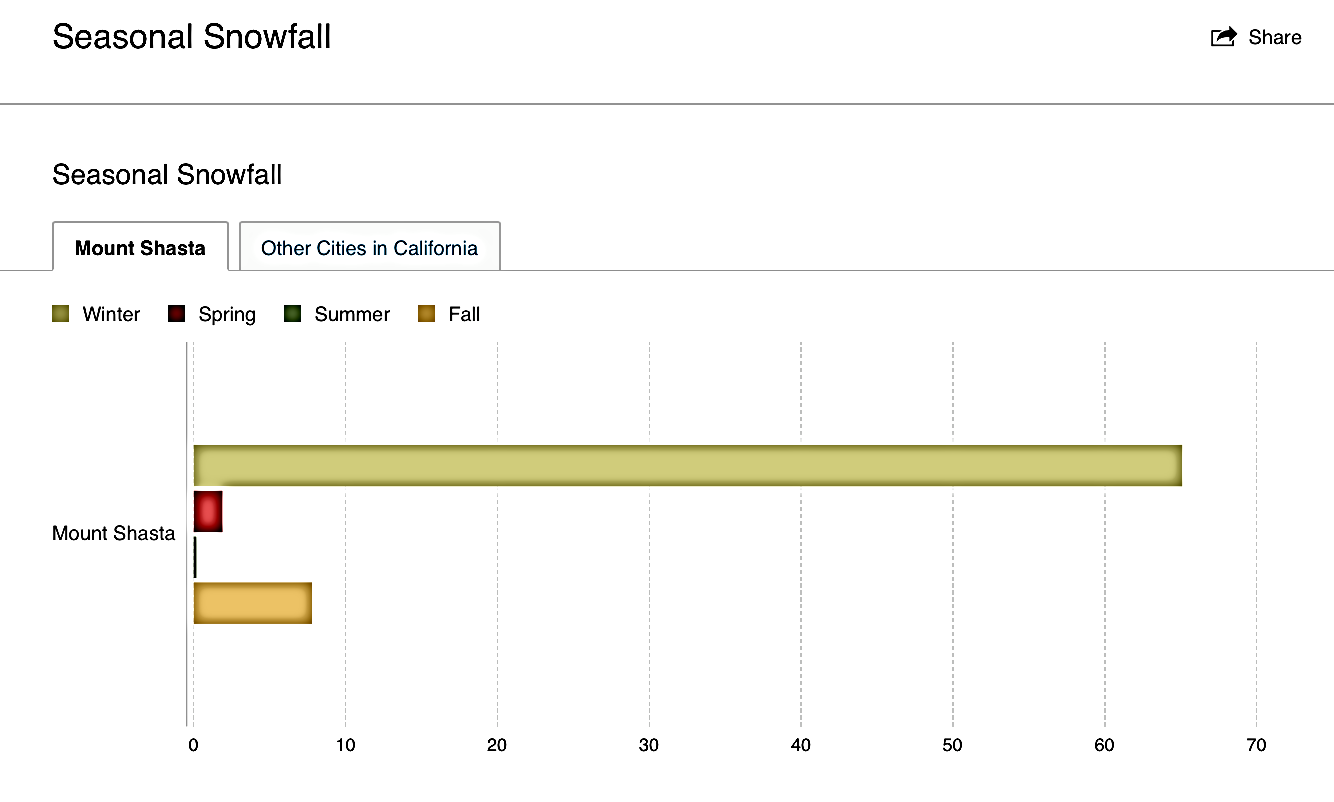 Seasonal Snowfall
Share
Seasonal Snowfall
Mount Shasta
Other Cities in California
Winter Spring Summer Fall
Mount Shasta
0 10 20 30 40 50 60 70